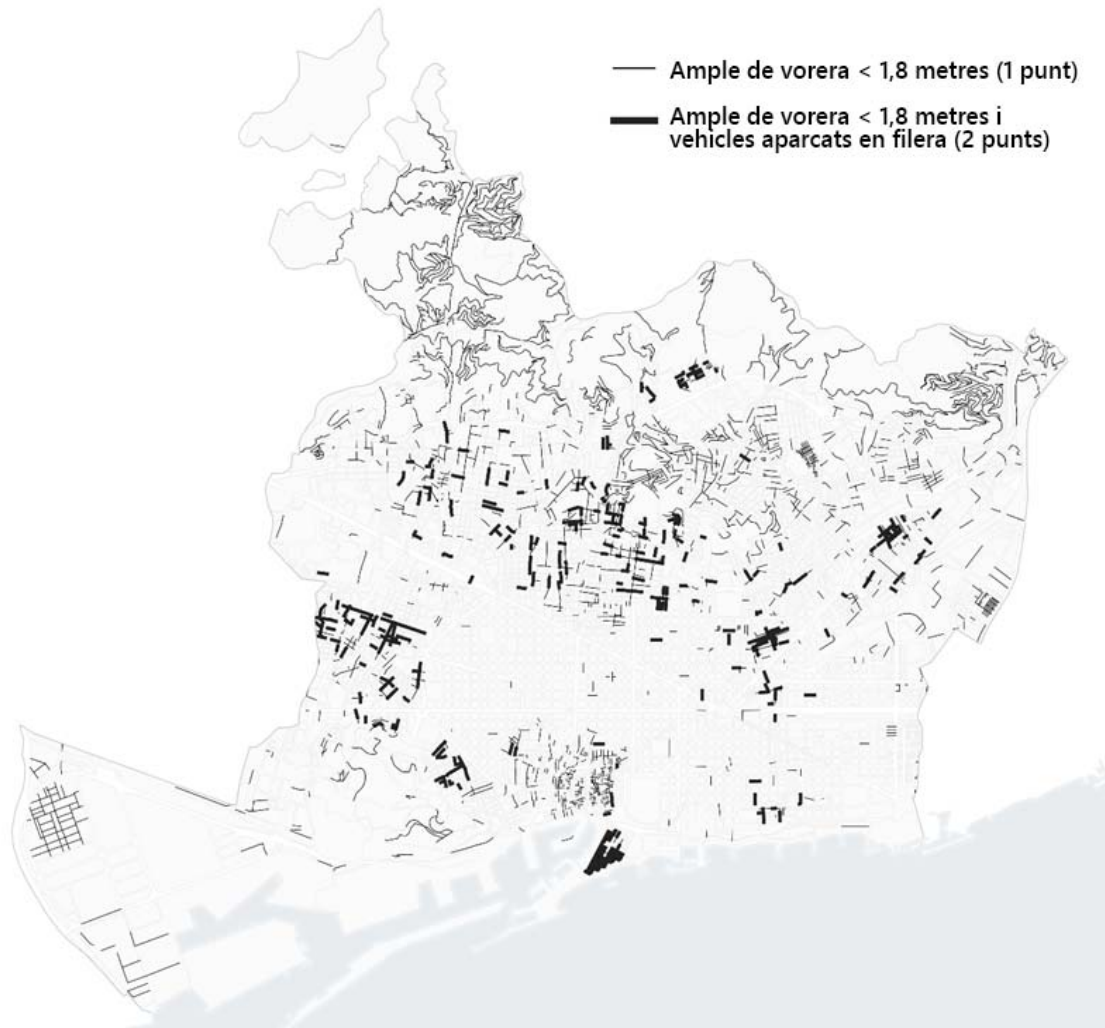 Ample de vorera < 1,8 metres (1 punt)
Ample de vorera < 1,8 metres i
vehicles aparcats en filera (2 punts)